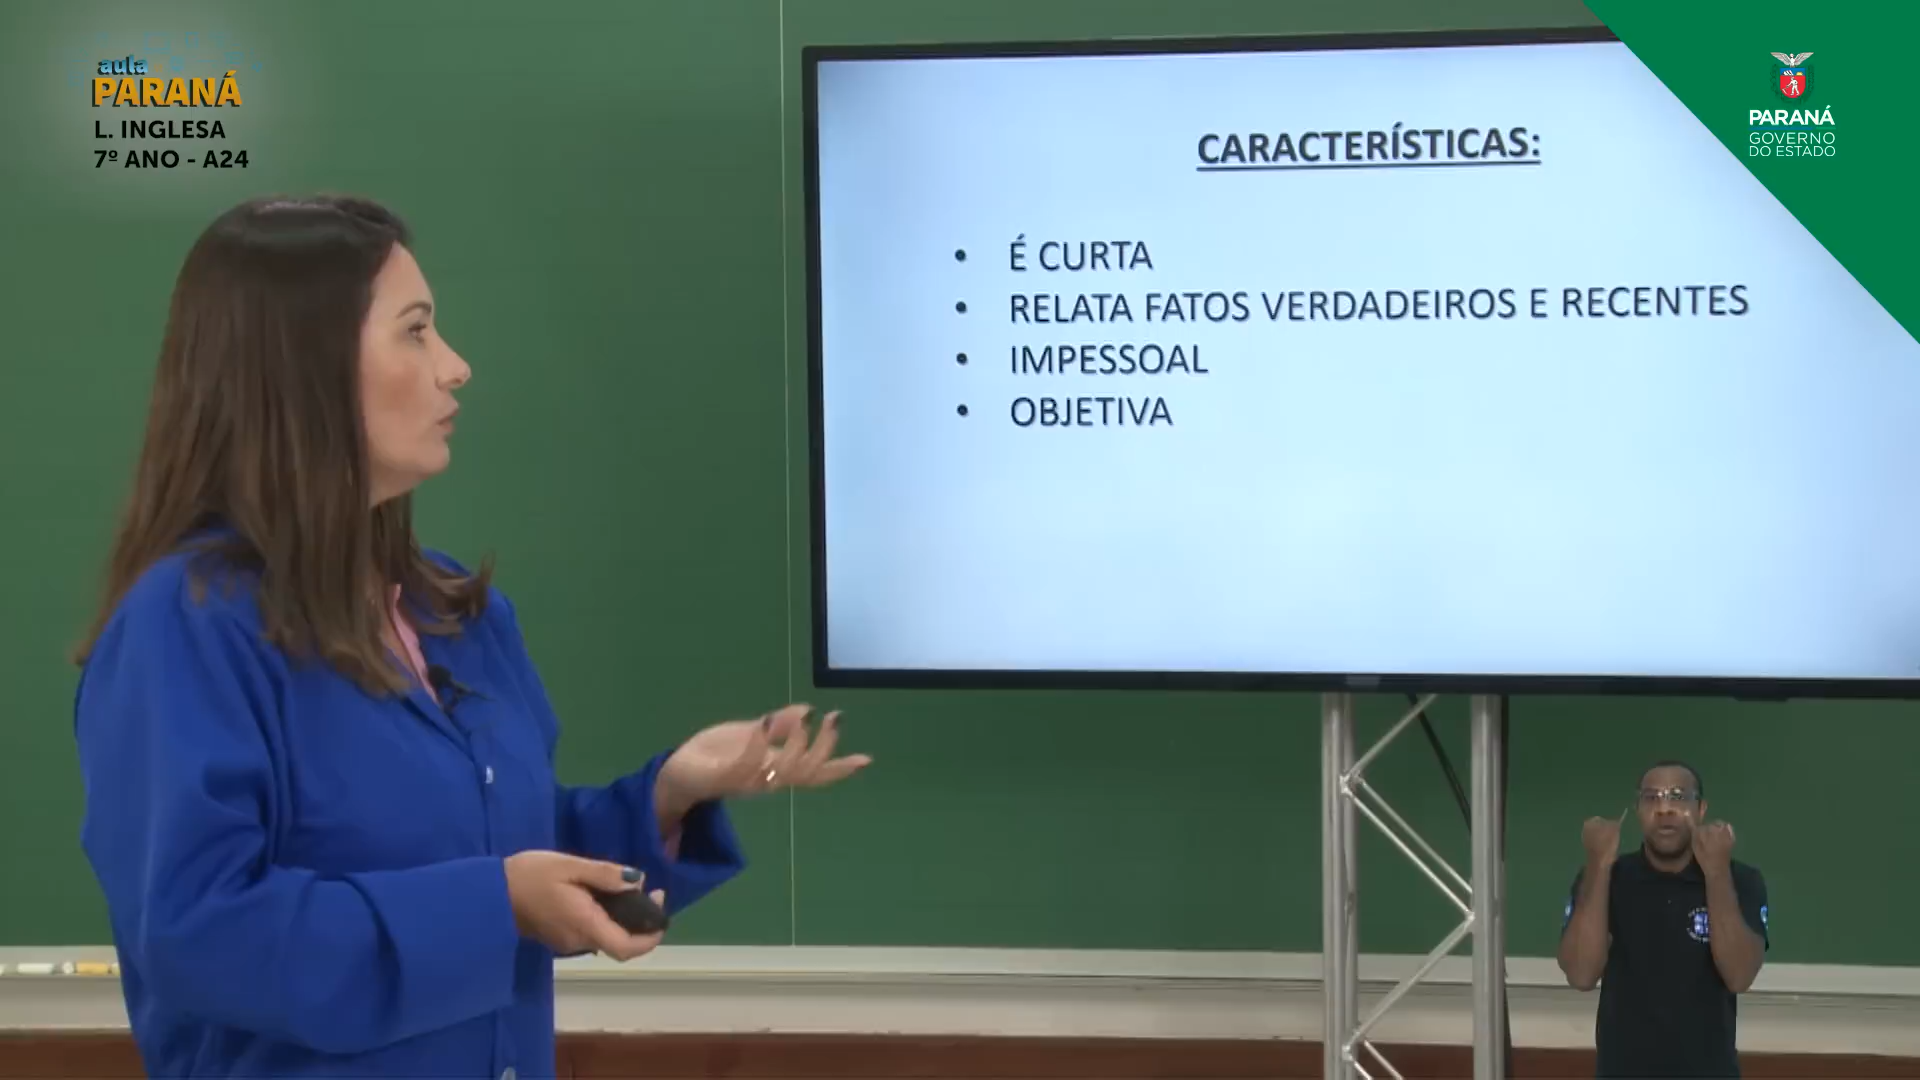 aula
PARANÁ
L. INGLESA
7º ANO - A24
CARACTERÍSTICAS:
• É CURTA
• RELATA FATOS VERDADEIROS E RECENTES
• IMPESSOAL
• OBJETIVA
PARANÁ
GOVERNO
DO ESTADO